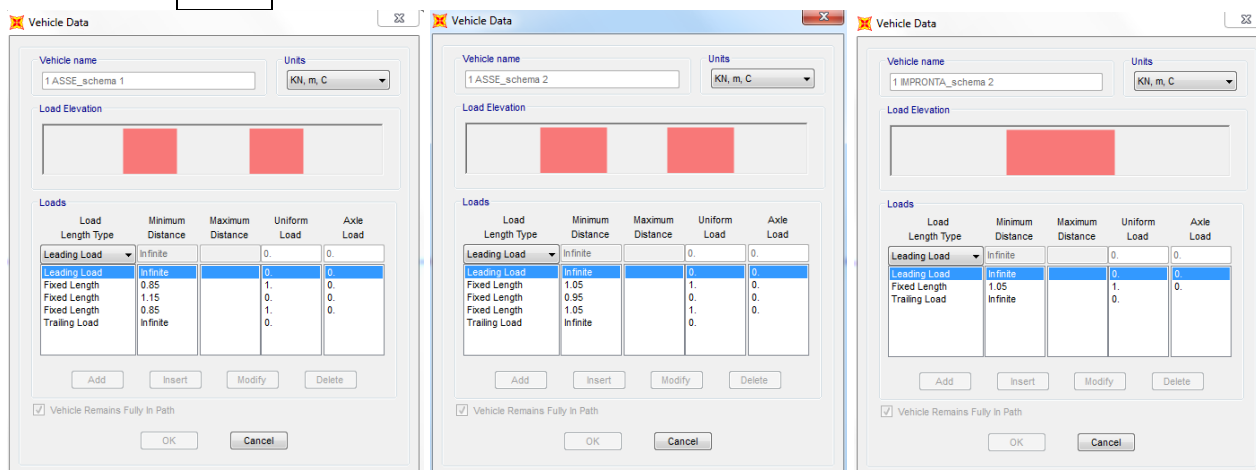 Vehicle Data
Vehicle name
Units
1 ASSE_schema 1
KN, m, C
Load Elevation
Loads
Load Length Type Minimum Distance Maximum Distance Uniform Load Axle Load
Leading Load Infinite 0. 0.
Leading Load Infinite 0. 0.
Fixed Length 0.85 1. 0.
Fixed Length 1.15 0. 0.
Fixed Length 0.85 1. 0.
Trailing Load Infinite 0.
Add Insert Modify Delete
Vehicle Remains Fully In Path
OK Cancel
Vehicle Data
Vehicle name
Units
1 ASSE_schema 2
KN, m, C
Load Elevation
Loads
Load Length Type Minimum Distance Maximum Distance Uniform Load Axle Load
Leading Load Infinite 0. 0.
Leading Load Infinite 0. 0.
Fixed Length 1.05 1. 0.
Fixed Length 0.95 0. 0.
Fixed Length 1.05 1. 0.
Trailing Load Infinite 0.
Add Insert Modify Delete
Vehicle Remains Fully In Path
OK Cancel
Vehicle Data
Vehicle name
Units
1 IMPRONTA_schema 2
KN, m, C
Load Elevation
Loads
Load Length Type Minimum Distance Maximum Distance Uniform Load Axle Load
Leading Load Infinite 0. 0.
Leading Load Infinite 0. 0.
Fixed Length 1.05 1. 0.
Trailing Load Infinite 0.
Add Insert Modify Delete
Vehicle Remains Fully In Path
OK Cancel